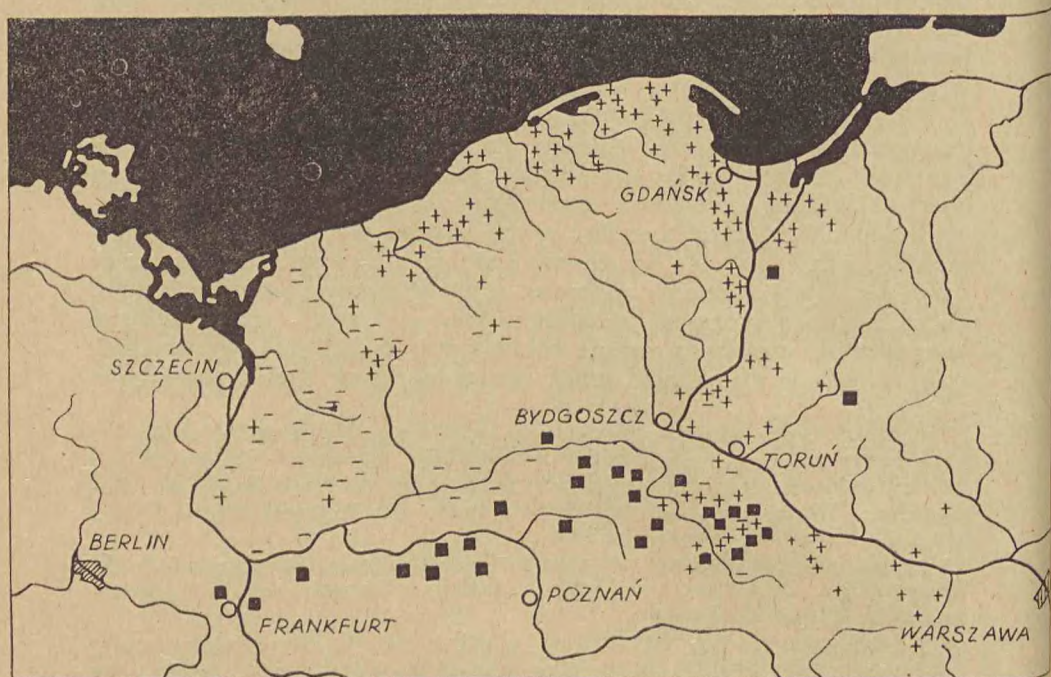 GDAŃSK
SZCZECIN
BYDGOSZCZ
TORUŃ
BERLIN
POZNAŃ
FRANKFURT
WARSZAWA